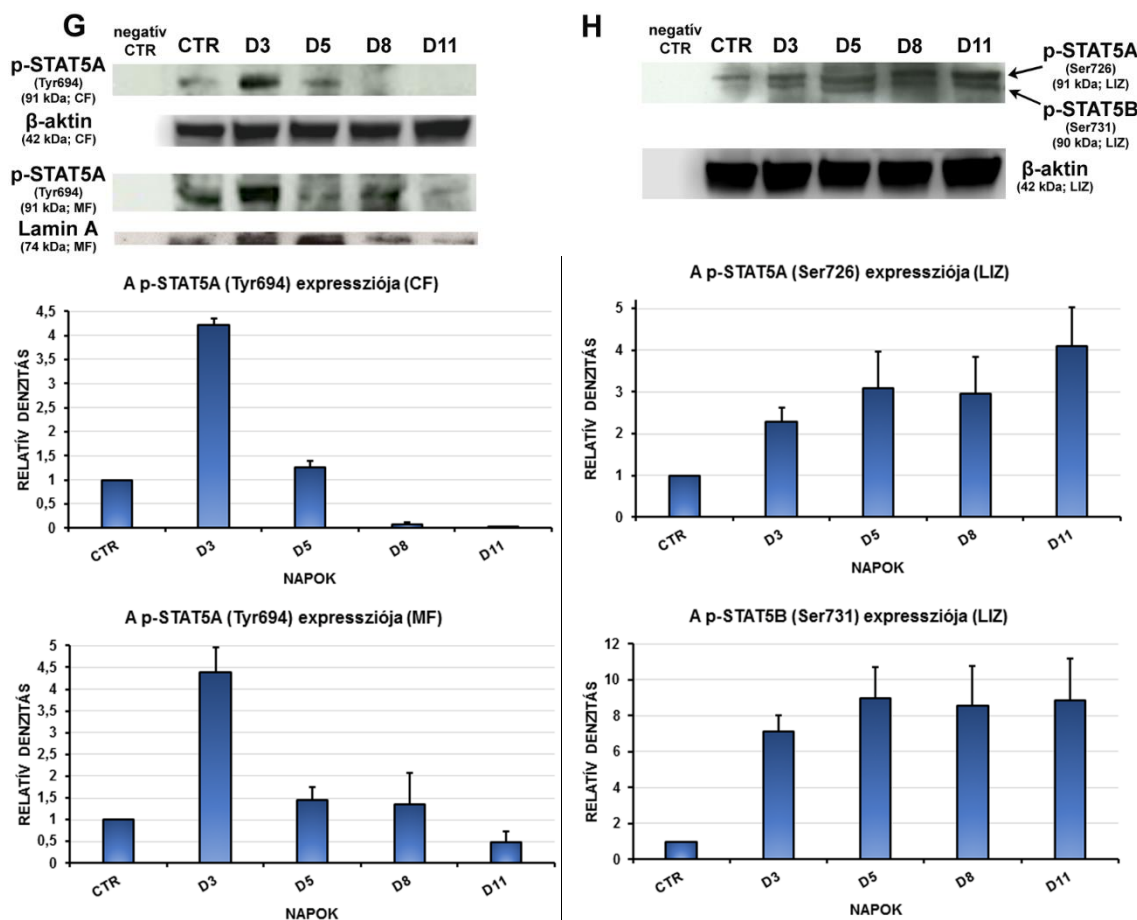 G
negatív
CTR
CTR D3 D5 D8 D11
p-STAT5A
(Tyr694)
(91 kDa; CF)
β-aktin
(42 kDa; CF)
p-STAT5A
(Tyr694)
(91 kDa; MF)
Lamin A
(74 kDa; MF)
H
negatív
CTR
CTR D3 D5 D8 D11
p-STAT5A
(Ser726)
(91 kDa; LIZ)
p-STAT5B
(Ser731)
(90 kDa; LIZ)
β-aktin
(42 kDa; LIZ)
A p-STAT5A (Tyr694) expressziója (CF)
RELATÍV DENZITÁS
4,5
4
3,5
3
2,5
2
1,5
1
0,5
0
CTR D3 D5 D8 D11
NAPOK
A p-STAT5A (Ser726) expressziója (LIZ)
RELATÍV DENZITÁS
5
4
3
2
1
0
CTR D3 D5 D8 D11
NAPOK
A p-STAT5A (Tyr694) expressziója (MF)
RELATÍV DENZITÁS
5
4,5
4
3,5
3
2,5
2
1,5
1
0,5
0
CTR D3 D5 D8 D11
NAPOK
A p-STAT5B (Ser731) expressziója (LIZ)
RELATÍV DENZITÁS
12
10
8
6
4
2
0
CTR D3 D5 D8 D11
NAPOK